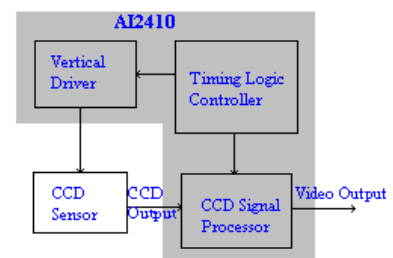 AI2410
Vertical
Driver
Timing Logic
Controller
CCD
Sensor
CCD
Output
CCD Signal
Processor
Video Output